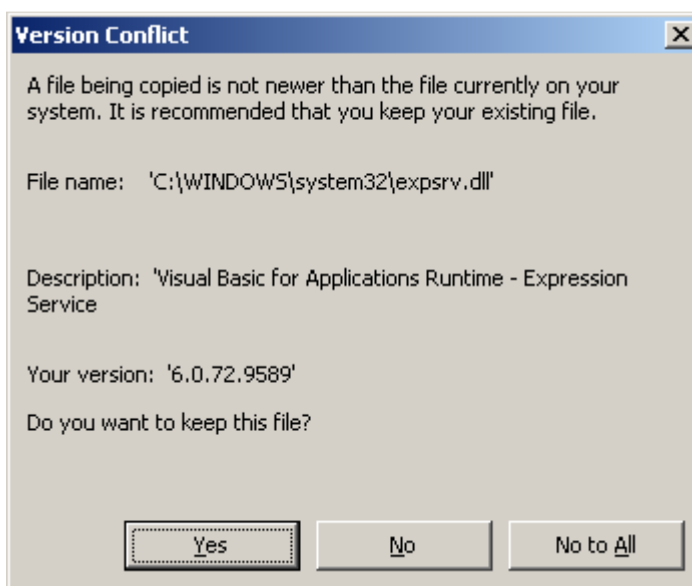 Version Conflict
A file being copied is not newer than the file currently on your
system. It is recommended that you keep your existing file.
File name: 'C:\WINDOWS\system32\expsrv.dll'
Description: 'Visual Basic for Applications Runtime - Expression
Service
Your version: '6.0.72.9589'
Do you want to keep this file?
Yes No No to All